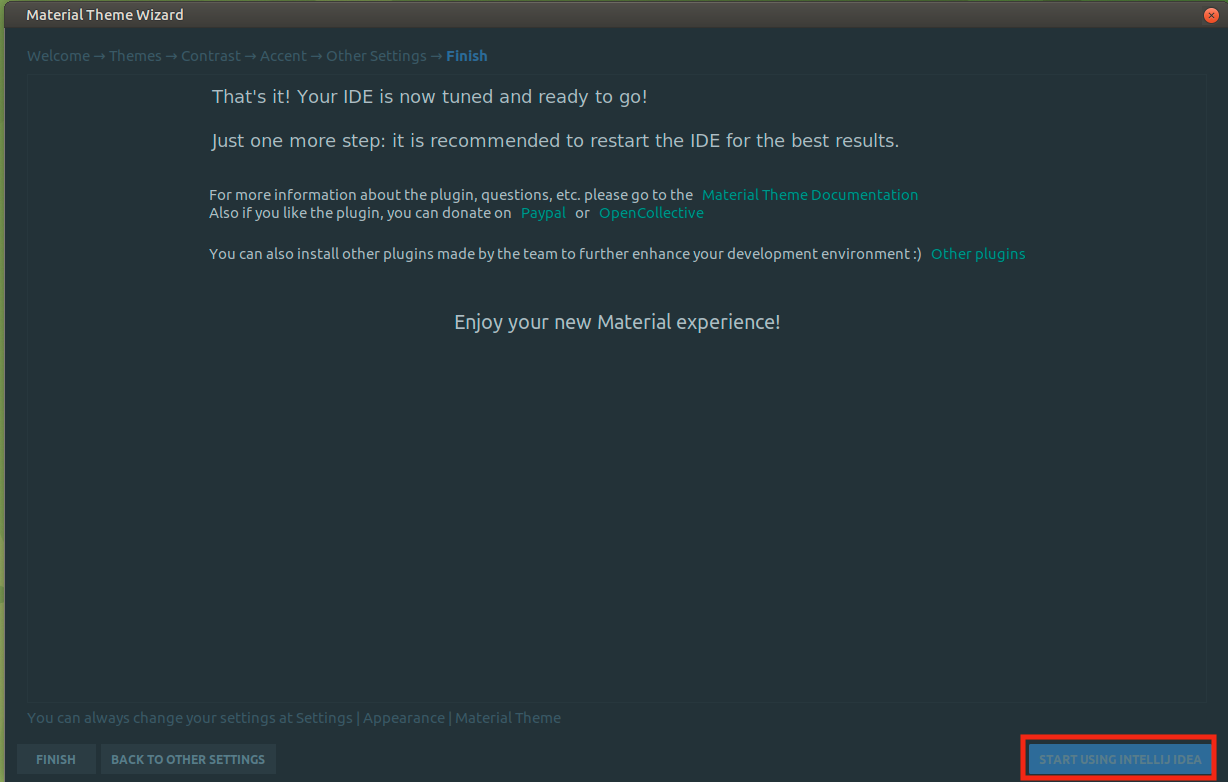 Material Theme Wizard
Welcome → Themes → Contrast → Accent → Other Settings → Finish
That's it! Your IDE is now tuned and ready to go!
Just one more step: it is recommended to restart the IDE for the best results.
For more information about the plugin, questions, etc. please go to the Material Theme Documentation
Also if you like the plugin, you can donate on Paypal or OpenCollective
You can also install other plugins made by the team to further enhance your development environment :) Other plugins
Enjoy your new Material experience!
You can always change your settings at Settings | Appearance | Material Theme
FINISH BACK TO OTHER SETTINGS START USING INTELLIJ IDEA